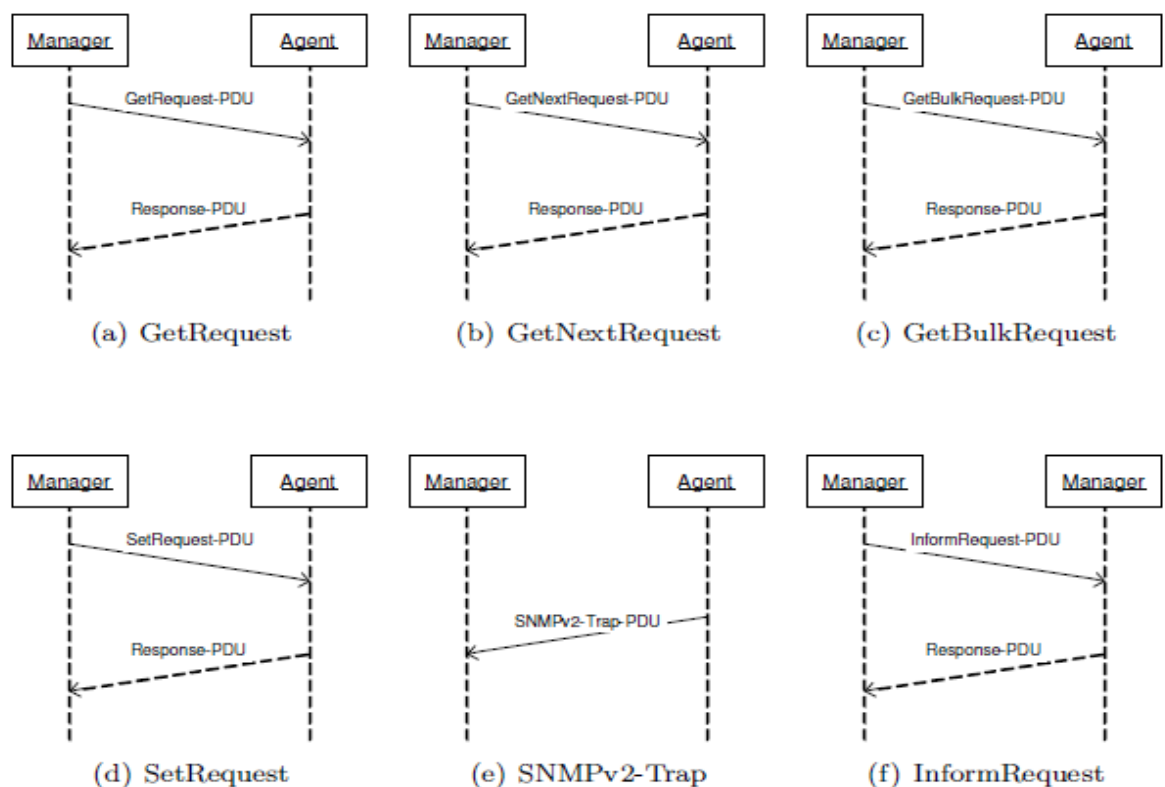 Manager Agent Manager Agent Manager Agent
GetRequest-PDU GetNextRequest-PDU GetBulkRequest-PDU
Response-PDU Response-PDU Response-PDU
(a) GetRequest (b) GetNextRequest (c) GetBulkRequest
Manager Agent Manager Agent Manager Manager
SetRequest-PDU InformRequest-PDU
SNMPv2-Trap-PDU
Response-PDU Response-PDU
(d) SetRequest (e) SNMPv2-Trap (f) InformRequest